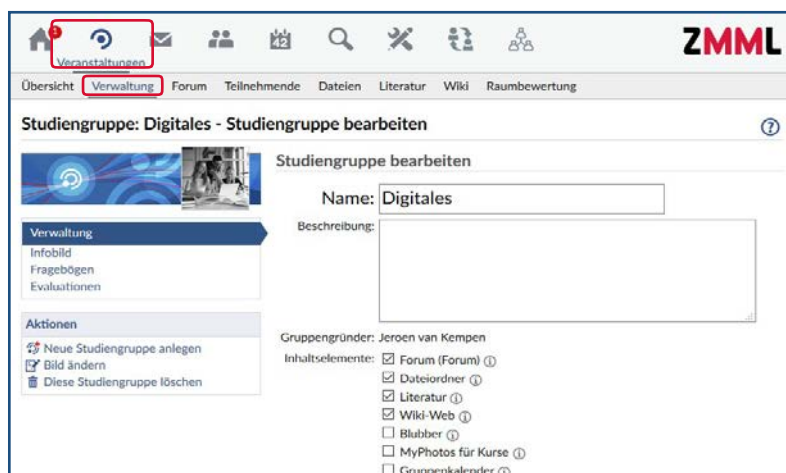 1
42
ZMML
Veranstaltungen
Übersicht Verwaltung Forum Teilnehmende Dateien Literatur Wiki Raumbewertung
Studiengruppe: Digitales - Studiengruppe bearbeiten
Studiengruppe bearbeiten
Name: Digitales
Beschreibung:
Verwaltung
Infobild
Fragebögen
Evaluationen
Aktionen
Neue Studiengruppe anlegen
Bild ändern
Diese Studiengruppe löschen
Gruppengründer: Jeroen van Kempen
Inhaltselemente: Forum (Forum)
Dateiordner
Literatur
Wiki-Web
Blubber
MyPhotos für Kurse
Gruppenkalender